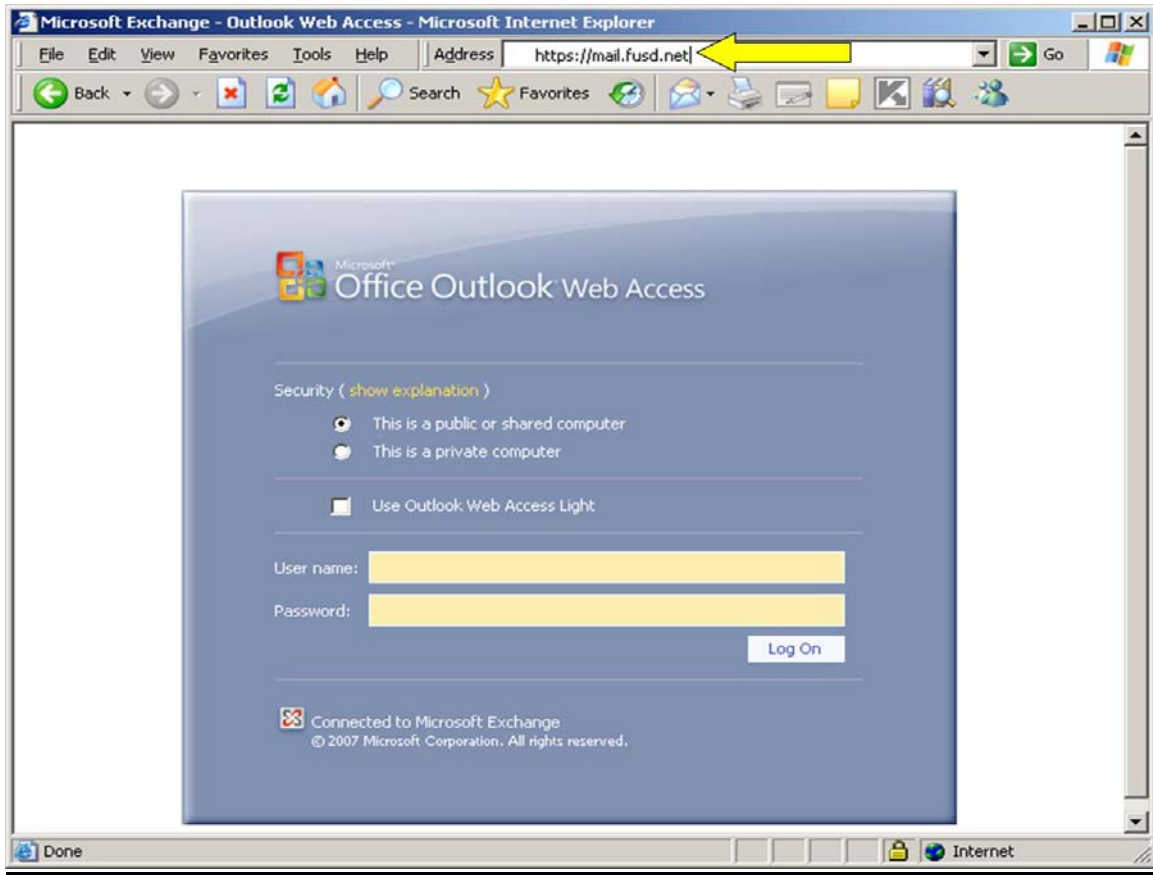 Microsoft Exchange - Outlook Web Access - Microsoft Internet Explorer
File Edit View Favorites Tools Help Address https://mail.fusd.net Go
Back Search Favorites
Microsoft
Office Outlook Web Access
Security ( show explanation )
This is a public or shared computer
This is a private computer
Use Outlook Web Access Light
User name:
Password:
Log On
Connected to Microsoft Exchange
© 2007 Microsoft Corporation. All rights reserved.
Done Internet